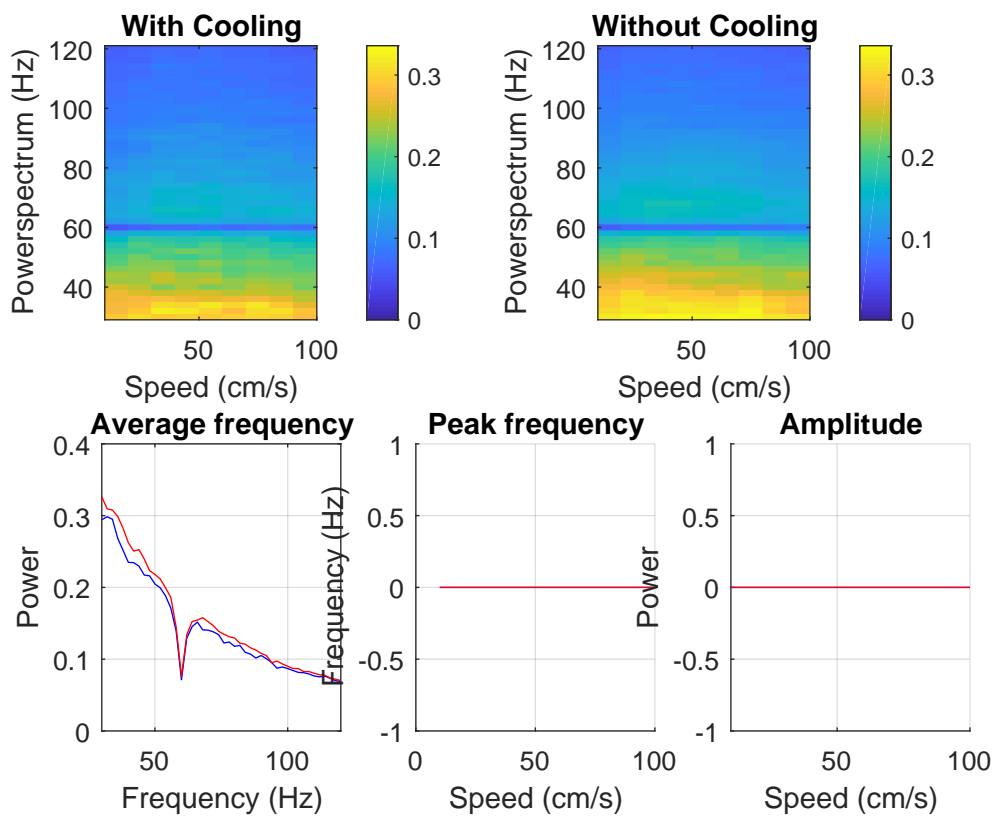 With Cooling
Powerspectrum (Hz)
120
100
80
60
40
50
100
Speed (cm/s)
0.3
0.2
0.1
0
Without Cooling
Powerspectrum (Hz)
120
100
80
60
40
50
100
Speed (cm/s)
0.3
0.2
0.1
0
Average frequency
Power
0.4
0.3
0.2
0.1
0
50
100
Frequency (Hz)
Peak frequency
Frequency (Hz)
1
0.5
0
-0.5
-1
0
50
100
Speed (cm/s)
Amplitude
Power
1
0.5
0
-0.5
-1
50
100
Speed (cm/s)